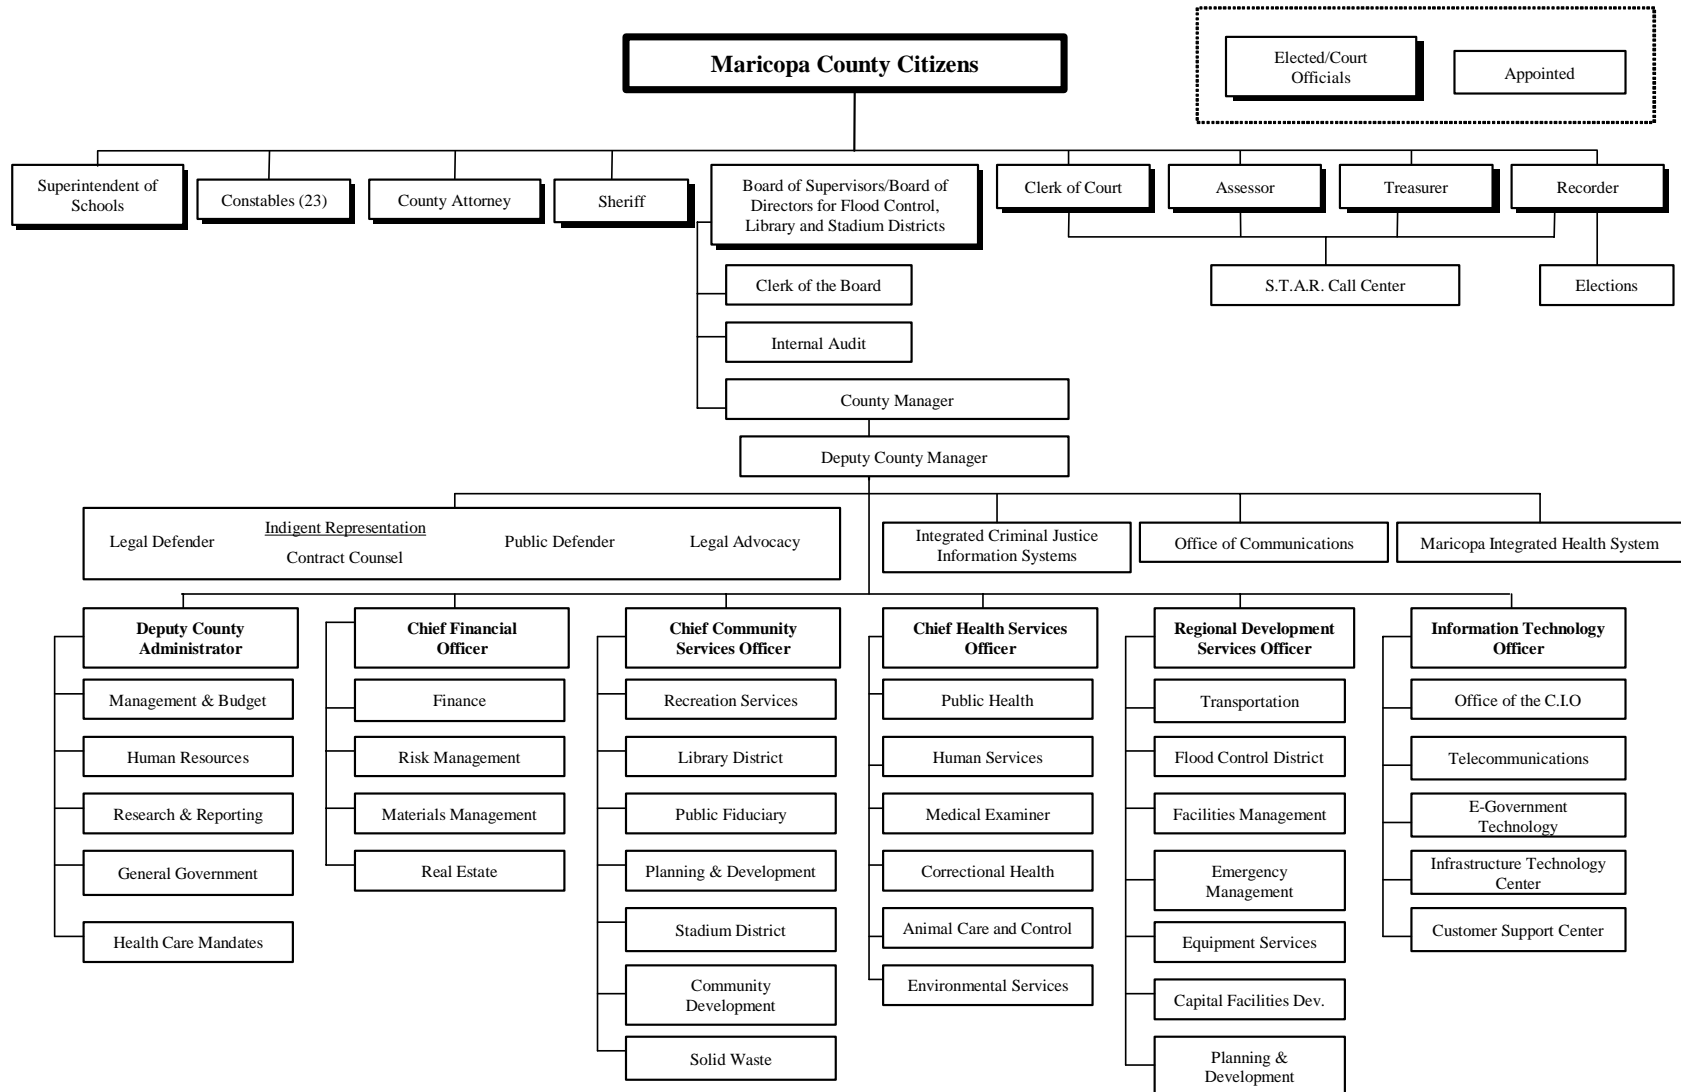 Maricopa County Citizens
Elected/Court
Officials
Appointed
Superintendent of
Schools
Constables (23)
County Attorney
Sheriff
Board of Supervisors/Board of
Directors for Flood Control,
Library and Stadium Districts
Clerk of Court
Assessor
Treasurer
Recorder
Clerk of the Board
S.T.A.R. Call Center
Elections
Internal Audit
County Manager
Deputy County Manager
Legal Defender
Indigent Representation
Contract Counsel
Public Defender
Legal Advocacy
Integrated Criminal Justice
Information Systems
Office of Communications
Maricopa Integrated Health System
Deputy County
Administrator
Management & Budget
Human Resources
Research & Reporting
General Government
Health Care Mandates
Chief Financial
Officer
Finance
Risk Management
Materials Management
Real Estate
Chief Community
Services Officer
Recreation Services
Library District
Public Fiduciary
Planning & Development
Stadium District
Community
Development
Solid Waste
Chief Health Services
Officer
Public Health
Human Services
Medical Examiner
Correctional Health
Animal Care and Control
Environmental Services
Regional Development
Services Officer
Transportation
Flood Control District
Facilities Management
Emergency
Management
Equipment Services
Capital Facilities Dev.
Planning &
Development
Information Technology
Officer
Office of the C.I.O
Telecommunications
E-Government
Technology
Infrastructure Technology
Center
Customer Support Center